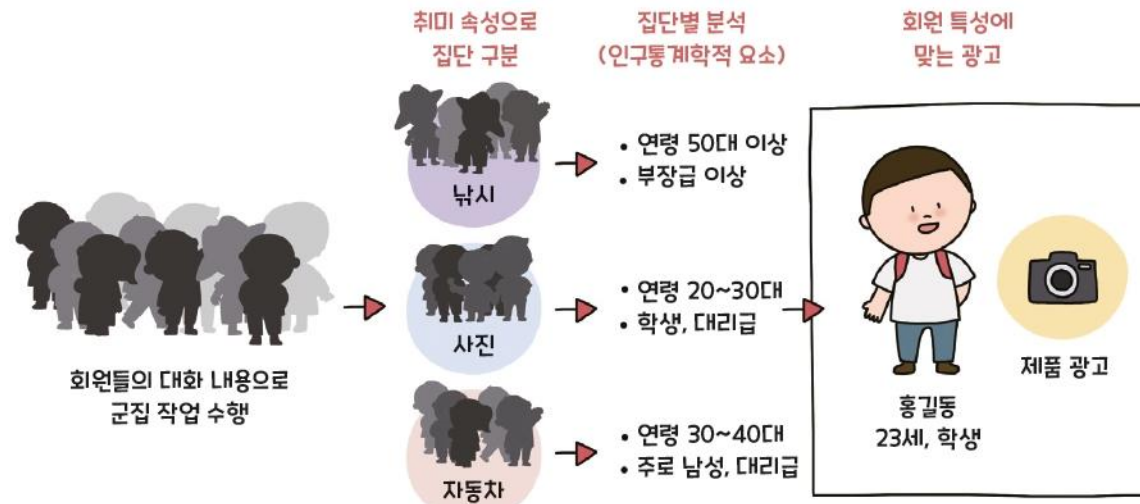 취미 속성으로
집단 구분
집단별 분석
(인구통계학적 요소)
회원 특성에
맞는 광고
회원들의 대화 내용으로
군집 작업 수행
낚시
• 연령 50대 이상
• 부장급 이상
사진
• 연령 20~30대
• 학생, 대리급
자동차
• 연령 30~40대
• 주로 남성, 대리급
홍길동
23세, 학생
제품 광고